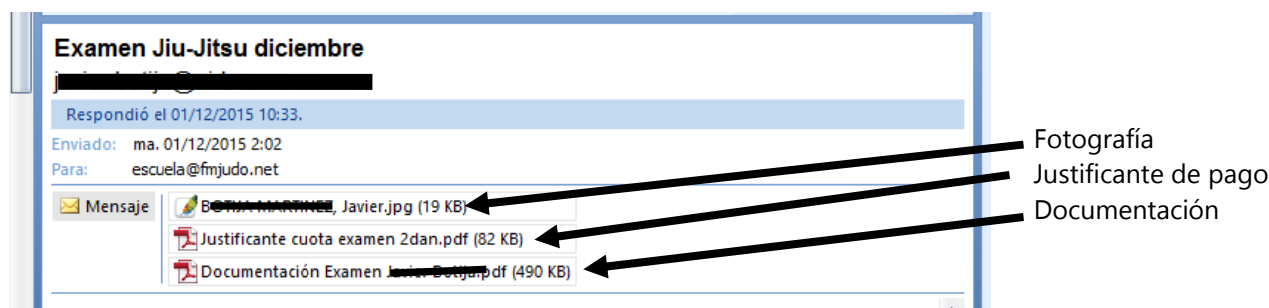 Examen Jiu-Jitsu diciembre
Respondió el 01/12/2015 10:33.
Enviado: ma. 01/12/2015 2:02
Para: escuela@fmjudo.net
Mensaje
, Javier.jpg (19 KB)
Justificante cuota examen 2dan.pdf (82 KB)
Documentación Examen .pdf (490 KB)
Fotografía
Justificante de pago
Documentación